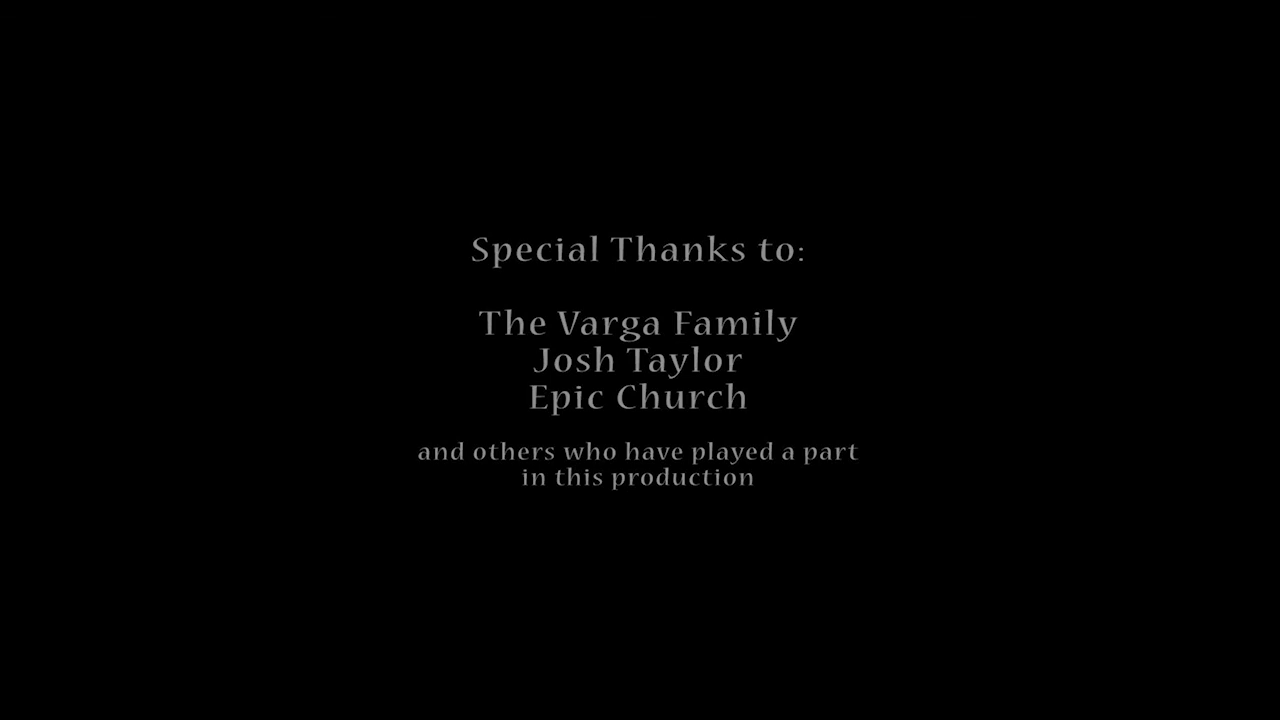 Special Thanks to:
The Varga Family
Josh Taylor
Epic Church
and others who have played a part
in this production